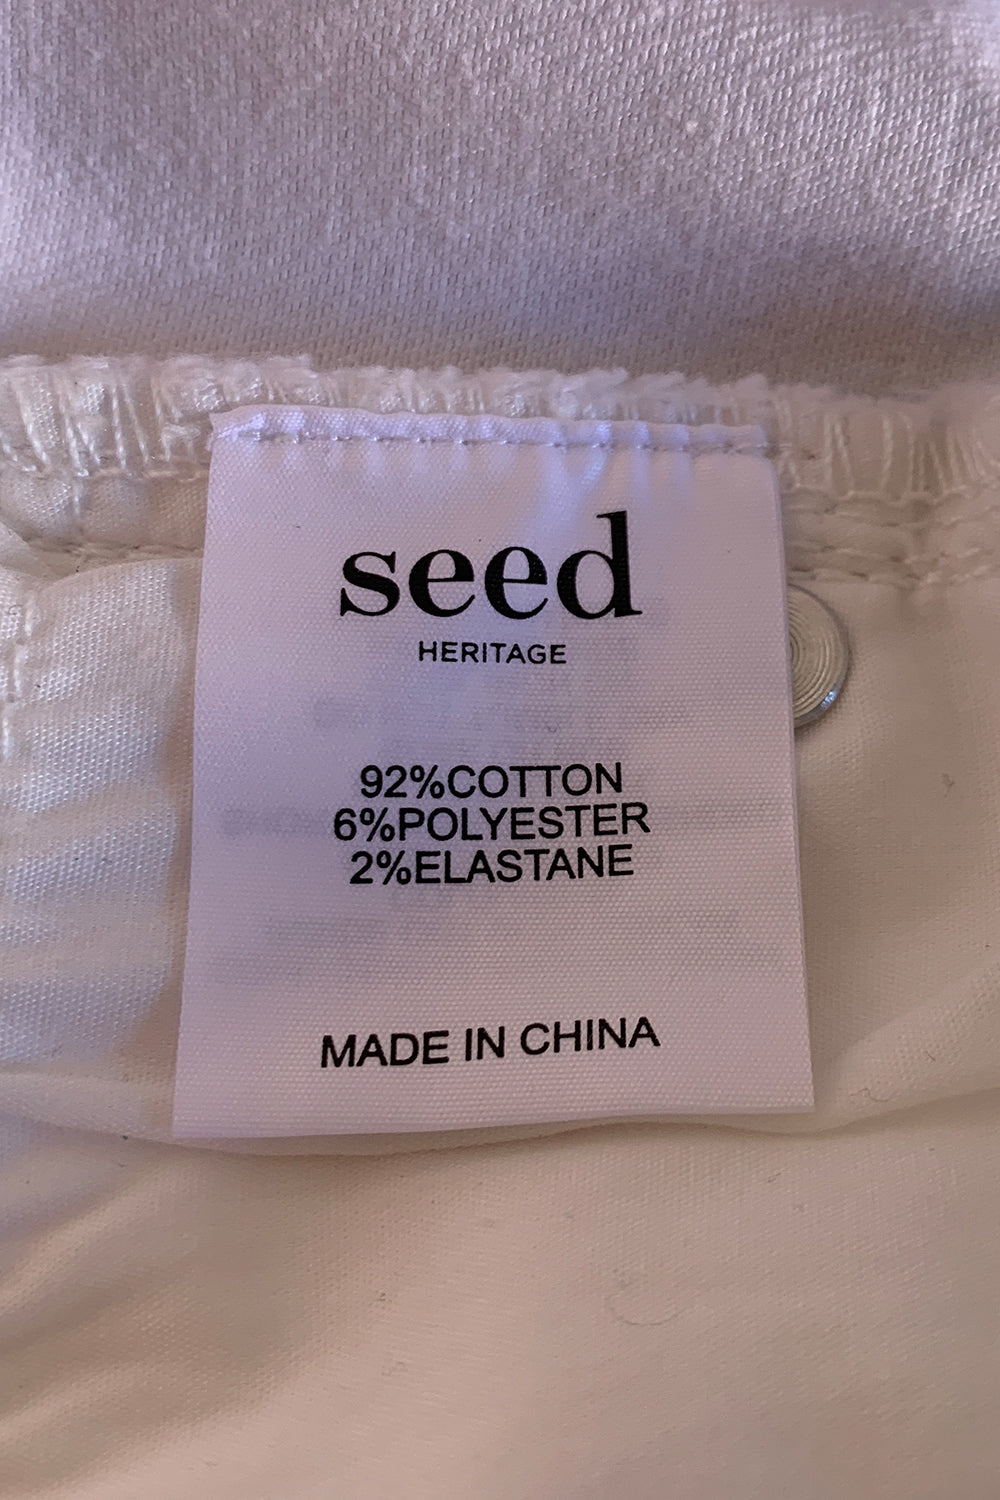 seed
HERITAGE
92%COTTON
6%POLYESTER
2%ELASTANE
MADE IN CHINA